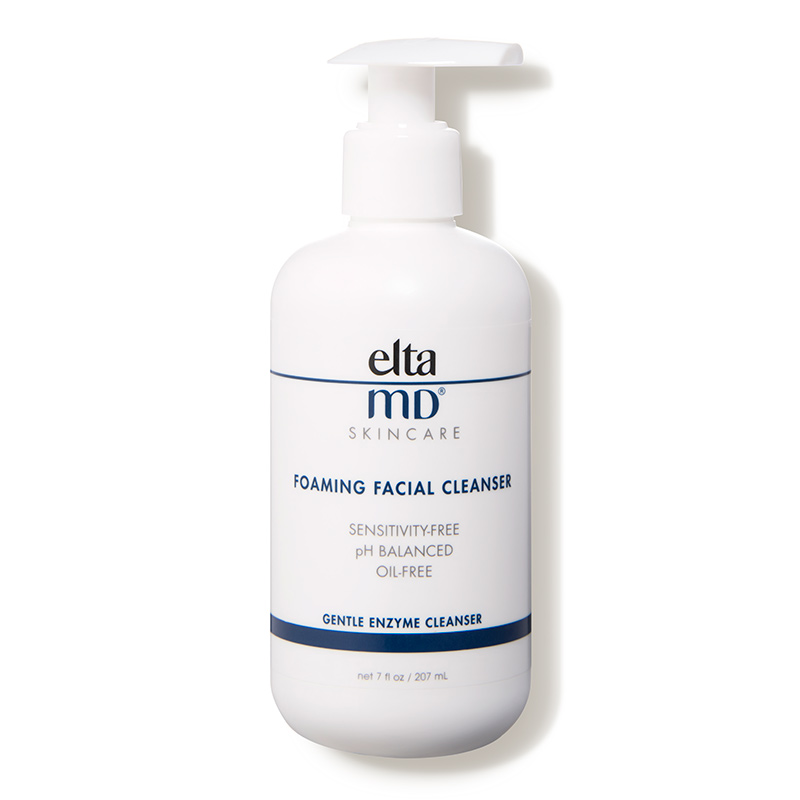 elta
MD®
SKINCARE
FOAMING FACIAL CLEANSER
SENSITIVITY-FREE
pH BALANCED
OIL-FREE
GENTLE ENZYME CLEANSER
net 7 fl oz / 207 mL